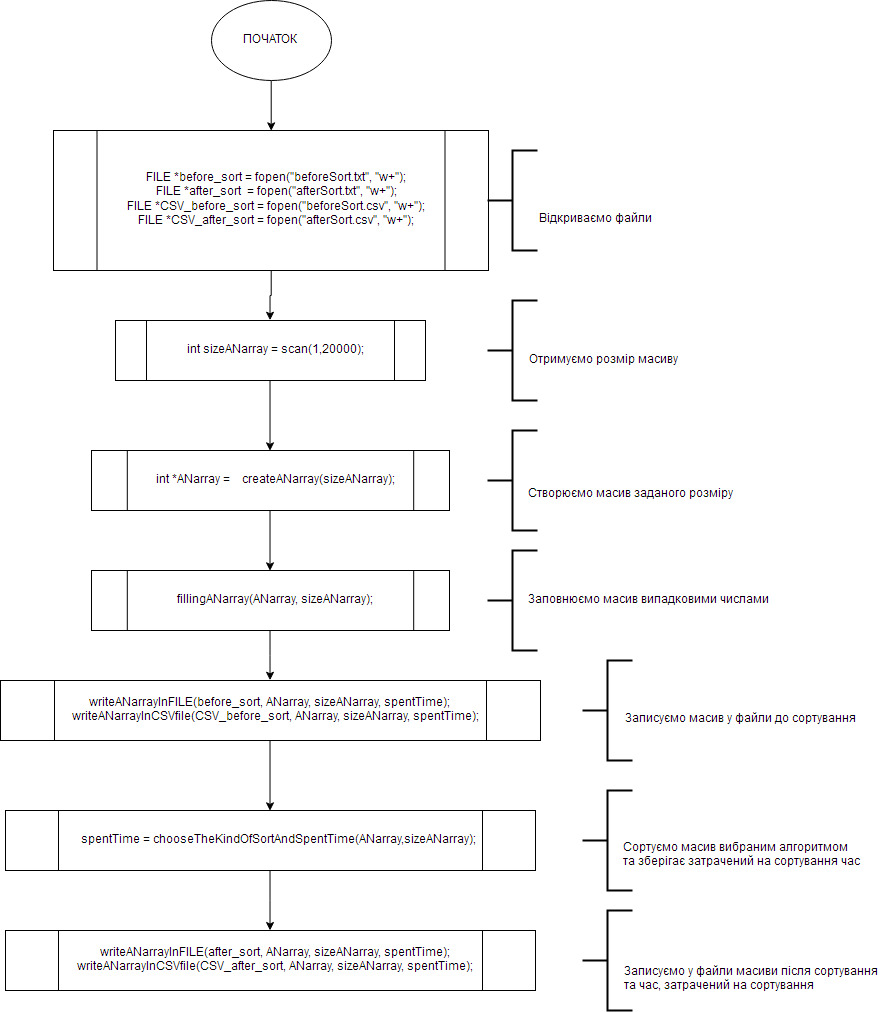 ПОЧАТОК
FILE *before_sort = fopen("beforeSort.txt", "w+");
FILE *after_sort = fopen("afterSort.txt", "w+");
FILE *CSV_before_sort = fopen("beforeSort.csv", "w+");
FILE *CSV_after_sort = fopen("afterSort.csv", "w+");
Відкриваємо файли
int sizeANarray = scan(1,20000);
Отримуємо розмір масиву
int *ANarray = createANarray(sizeANarray);
Створюємо масив заданого розміру
fillingANarray(ANarray, sizeANarray);
Заповнюємо масив випадковими числами
writeANarrayInFILE(before_sort, ANarray, sizeANarray, spentTime);
writeANarrayInCSVfile(CSV_before_sort, ANarray, sizeANarray, spentTime);
Записуємо масив у файли до сортування
spentTime = chooseTheKindOfSortAndSpentTime(ANarray,sizeANarray);
Сортуємо масив вибраним алгоритмом
та зберігає затрачений на сортування час
writeANarrayInFILE(after_sort, ANarray, sizeANarray, spentTime);
writeANarrayInCSVfile(CSV_after_sort, ANarray, sizeANarray, spentTime);
Записуємо у файли масиви після сортування
та час, затрачений на сортування